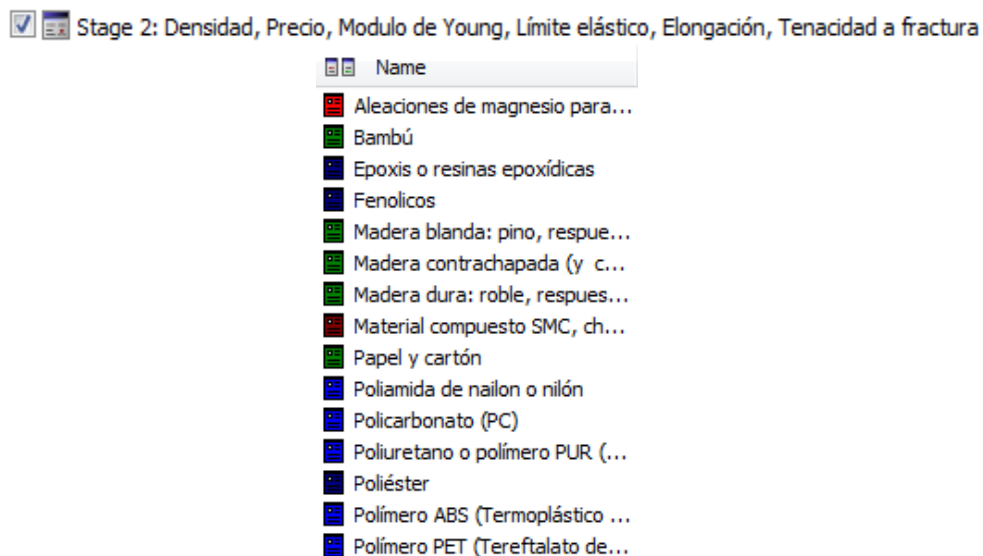 Stage 2: Densidad, Precio, Modulo de Young, Límite elástico, Elongación, Tenacidad a fractura
Name
Aleaciones de magnesio para...
Bambú
Epoxis o resinas epoxídicas
Fenolicos
Madera blanda: pino, respue...
Madera contrachapada (y c...
Madera dura: roble, respues...
Material compuesto SMC, ch...
Papel y cartón
Poliamida de nailon o nilón
Policarbonato (PC)
Poliuretano o polímero PUR (...
Poliéster
Polímero ABS (Termoplástico ...
Polímero PET (Tereftalato de...